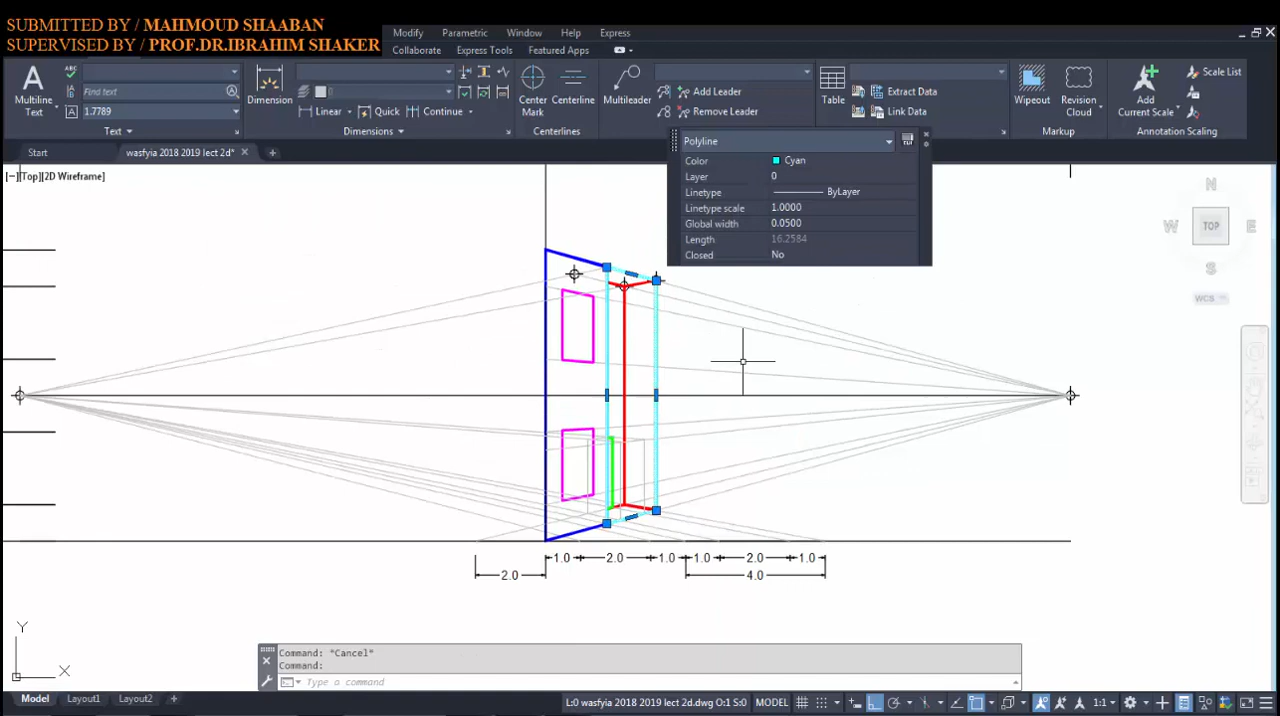 SUBMITTED BY / MAHMOUD SHAABAN
SUPERVISED BY / PROF.DR.IBRAHIM SHAKER
Modify Parametric Window Help Express
Collaborate Express Tools Featured Apps
Multiline
Text
ABC
Find text
1.7789
Text
Dimension
Linear Quick Continue
Dimensions
Center
Mark
Centerline
Centerlines
Multileader
Add Leader
Remove Leader
Table
Extract Data
Link Data
Wipeout
Revision
Cloud
Markup
Add
Current Scale
Scale List
Annotation Scaling
Start
wasfyia 2018 2019 lect 2d*
[−][Top][2D Wireframe]
Polyline
Color Cyan
Layer 0
Linetype ByLayer
Linetype scale 1.0000
Global width 0.0500
Length 16.2584
Closed No
N
W TOP E
S
WCS
1.0 2.0 1.0 1.0 2.0 1.0
2.0 4.0
Y
X
Command: *Cancel*
Command:
Type a command
Model Layout1 Layout2 +
L:0 wasfyia 2018 2019 lect 2d.dwg O:1 S:0 MODEL 1:1